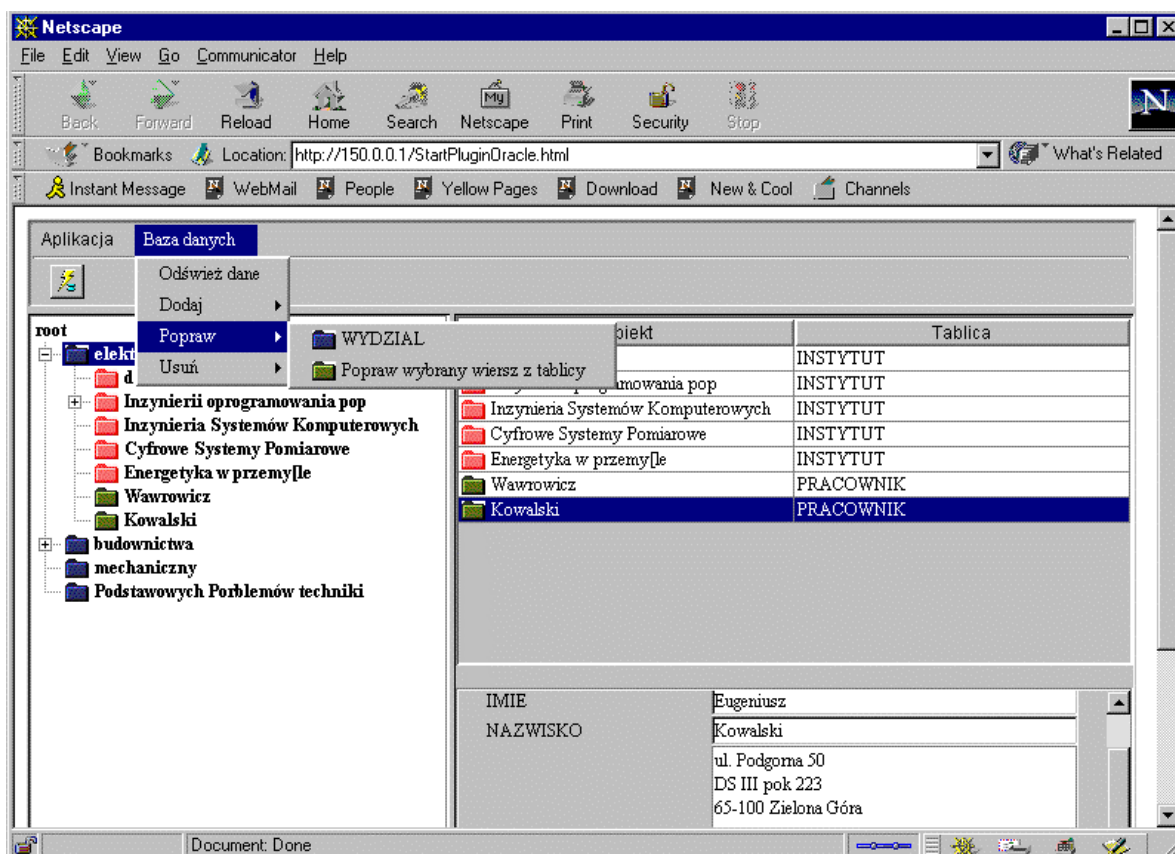 Netscape
File Edit View Go Communicator Help
Back Forward Reload Home Search Netscape Print Security Stop
My
N
Bookmarks Location: http://150.0.0.1/StartPluginOracle.html What's Related
Instant Message WebMail People Yellow Pages Download New & Cool Channels
Aplikacja Baza danych
Odśwież dane
Dodaj
Popraw
Usuń
WYDZIAL
Popraw wybrany wiersz z tablicy
root
elekt
d
Inzynierii oprogramowania pop
Inzynieria Systemów Komputerowych
Cyfrowe Systemy Pomiarowe
Energetyka w przemy[le
Wawrowicz
Kowalski
budownictwa
mechaniczny
Podstawowych Porblemów techniki
biekt Tablica
INSTYTUT
amowania pop INSTYTUT
Inzynieria Systemów Komputerowych INSTYTUT
Cyfrowe Systemy Pomiarowe INSTYTUT
Energetyka w przemy[le INSTYTUT
Wawrowicz PRACOWNIK
Kowalski PRACOWNIK
IMIE Eugeniusz
NAZWISKO Kowalski
ul. Podgorna 50
DS III pok 223
65-100 Zielona Góra
Document: Done